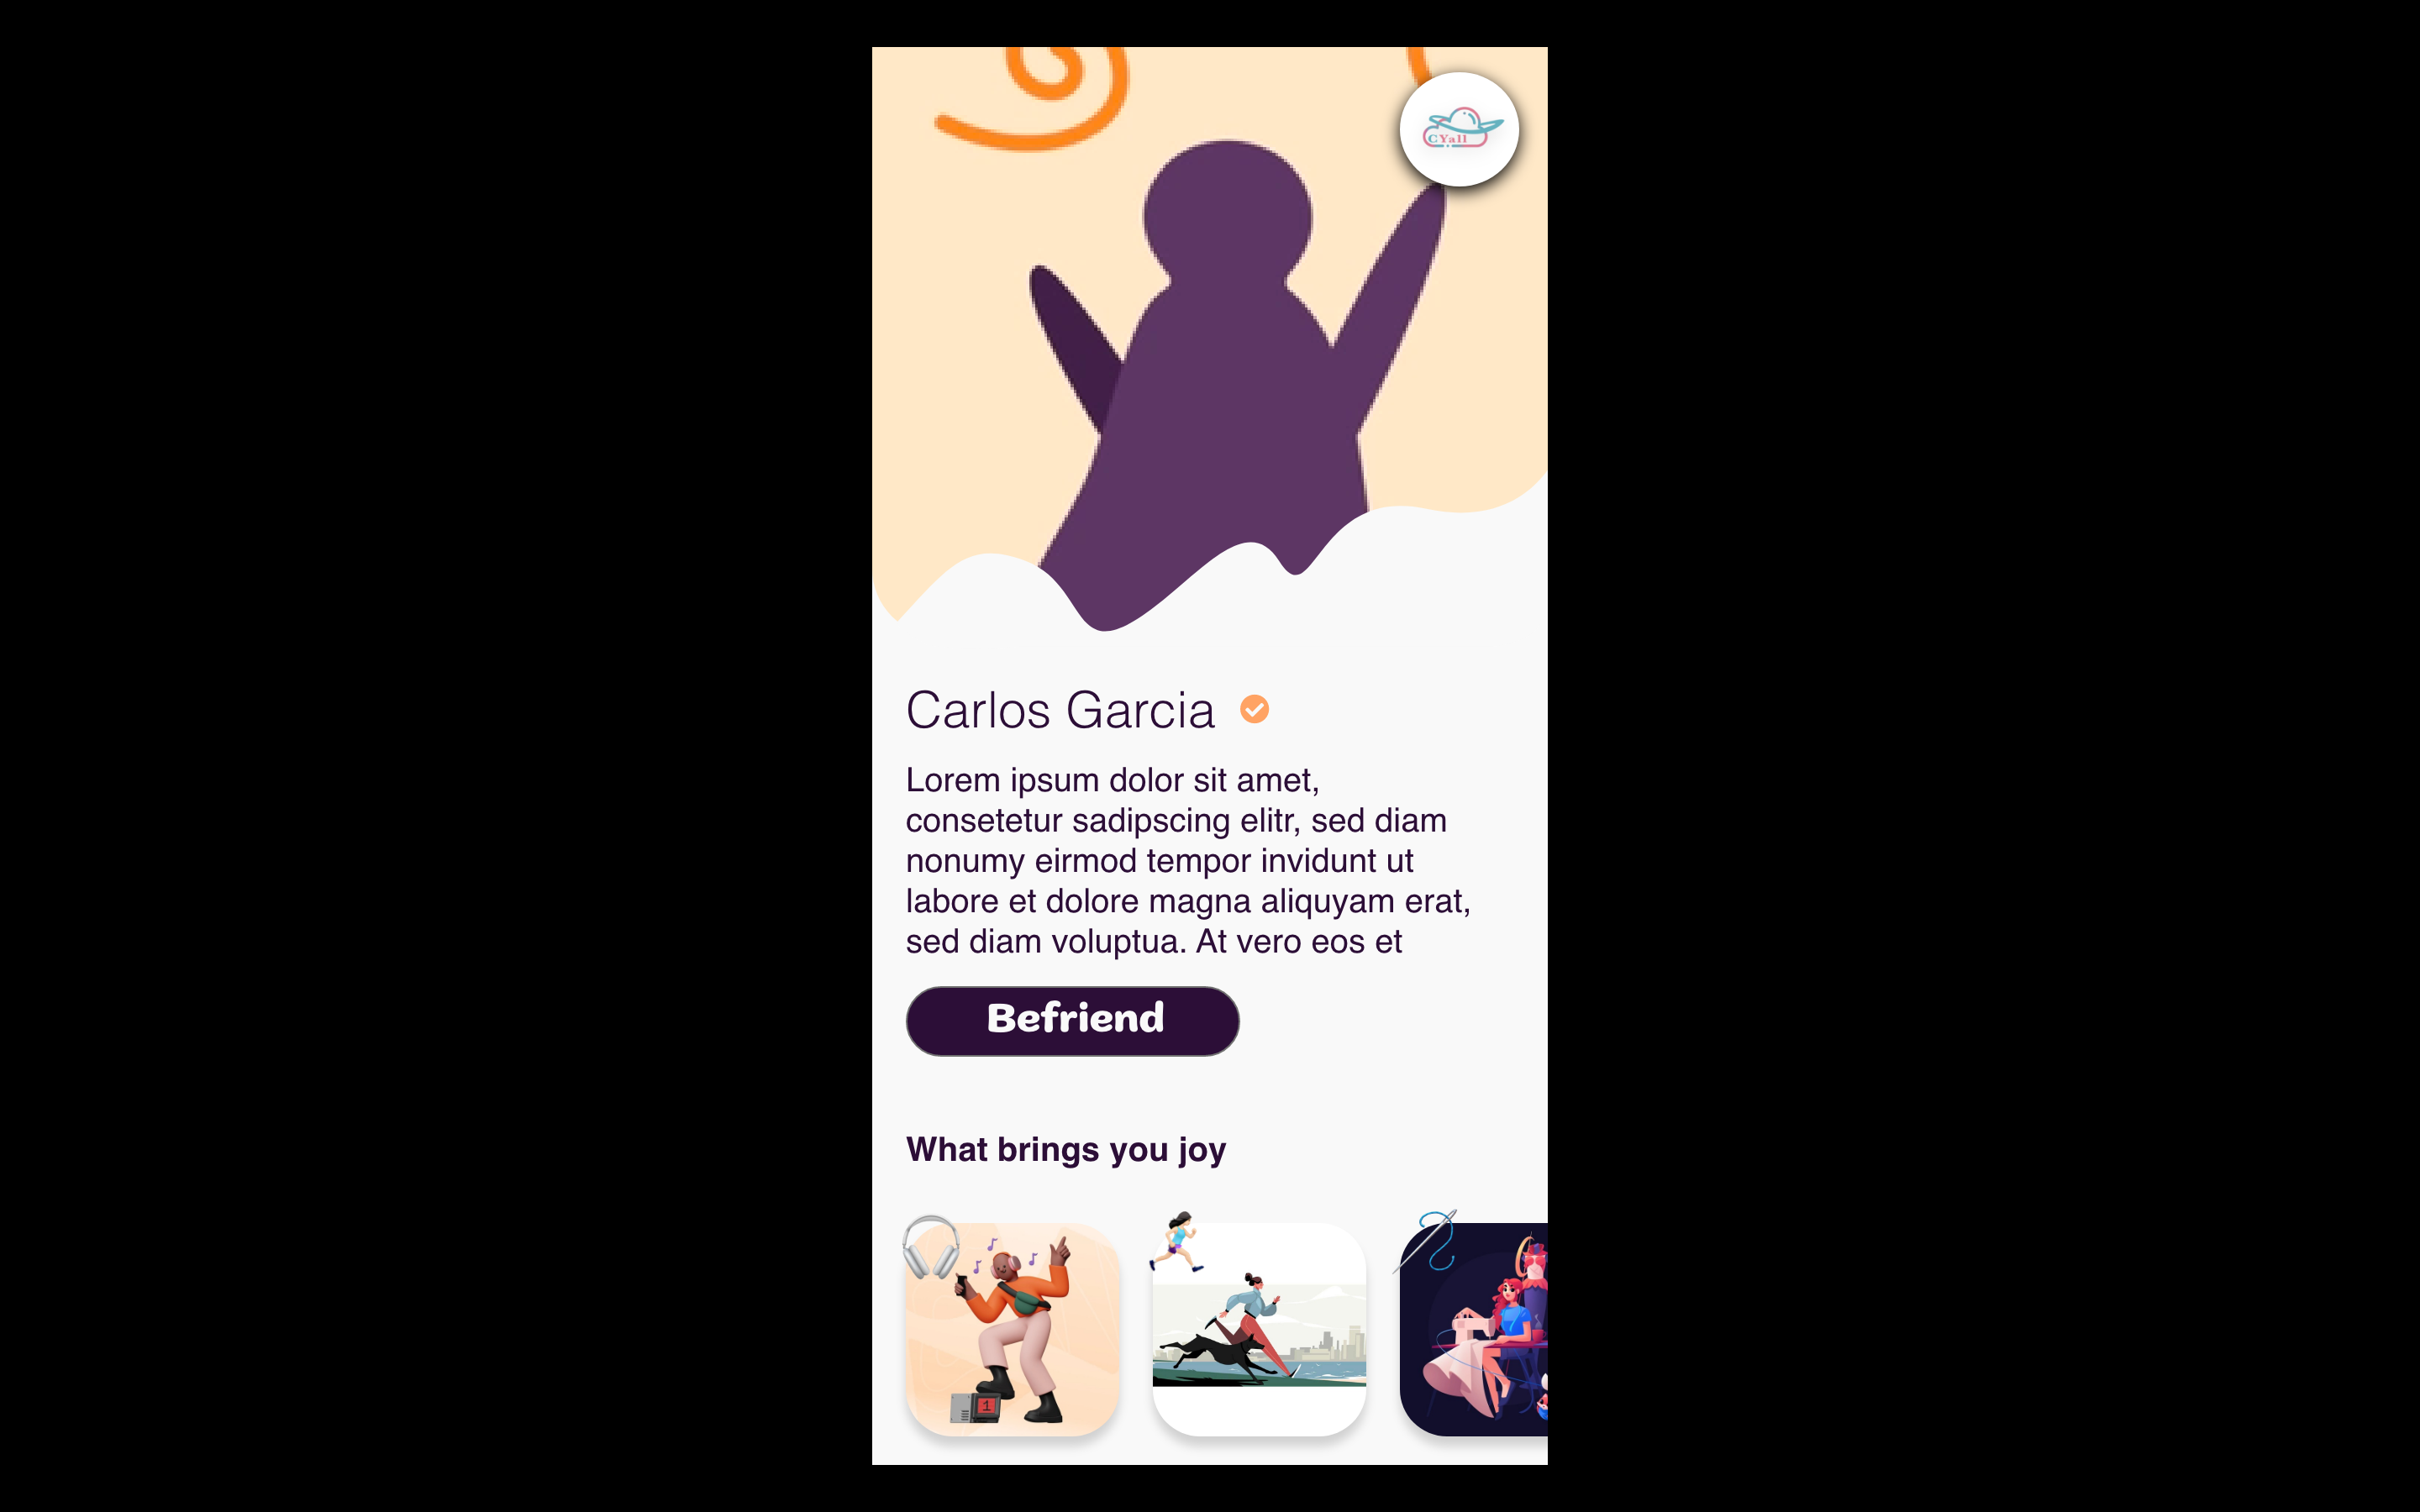 CYall
Carlos Garcia
Lorem ipsum dolor sit amet,
consetetur sadipscing elitr, sed diam
nonumy eirmod tempor invidunt ut
labore et dolore magna aliquyam erat,
sed diam voluptua. At vero eos et
Befriend
What brings you joy
1